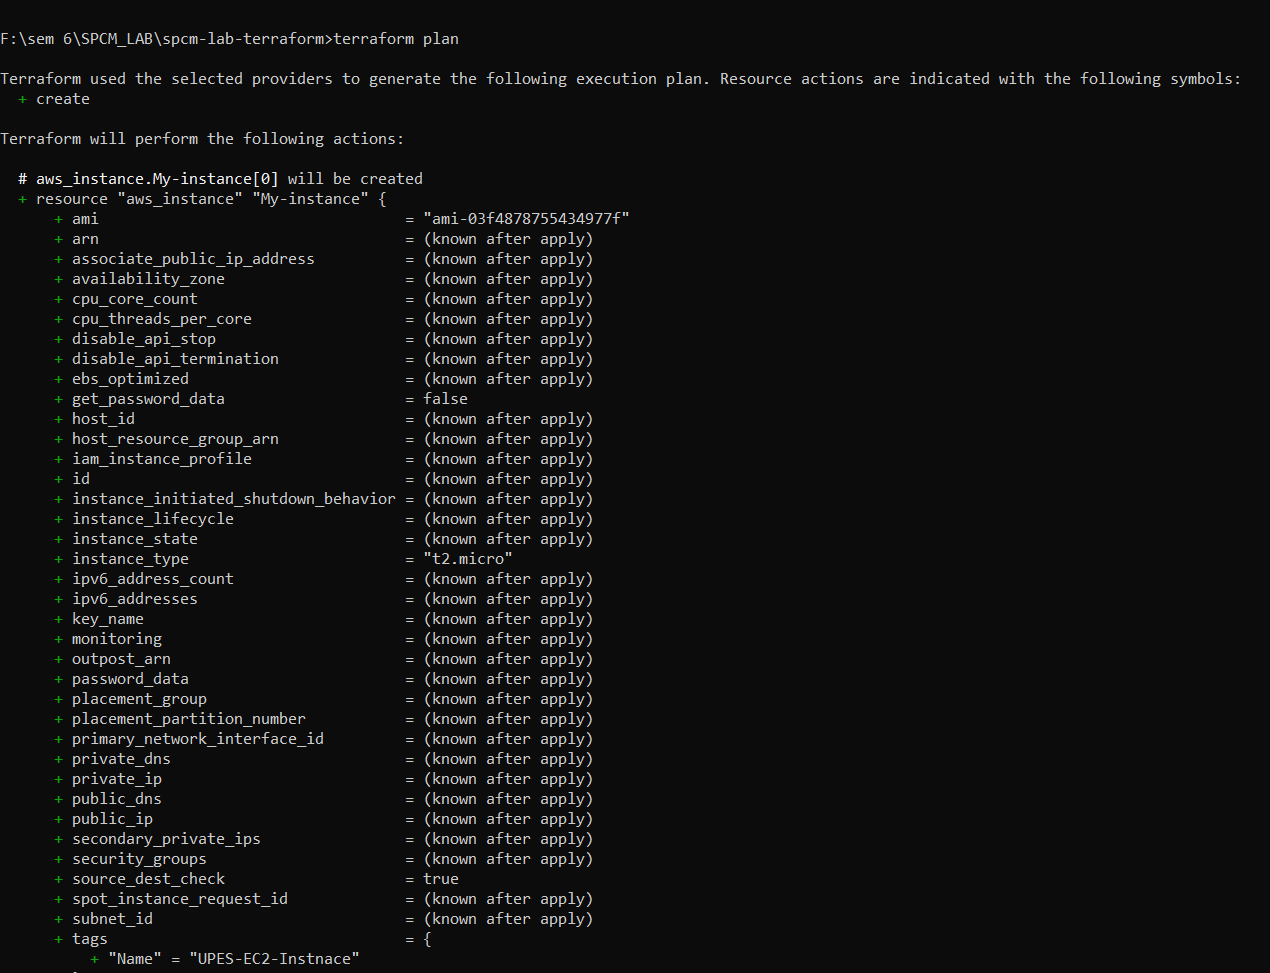 F:\sem 6\SPCM_LAB\spcm-lab-terraform>terraform plan
Terraform used the selected providers to generate the following execution plan. Resource actions are indicated with the following symbols:
+ create
Terraform will perform the following actions:
# aws_instance.My-instance[0] will be created
+ resource "aws_instance" "My-instance" {
+ ami = "ami-03f4878755434977f"
+ arn = (known after apply)
+ associate_public_ip_address = (known after apply)
+ availability_zone = (known after apply)
+ cpu_core_count = (known after apply)
+ cpu_threads_per_core = (known after apply)
+ disable_api_stop = (known after apply)
+ disable_api_termination = (known after apply)
+ ebs_optimized = (known after apply)
+ get_password_data = false
+ host_id = (known after apply)
+ host_resource_group_arn = (known after apply)
+ iam_instance_profile = (known after apply)
+ id = (known after apply)
+ instance_initiated_shutdown_behavior = (known after apply)
+ instance_lifecycle = (known after apply)
+ instance_state = (known after apply)
+ instance_type = "t2.micro"
+ ipv6_address_count = (known after apply)
+ ipv6_addresses = (known after apply)
+ key_name = (known after apply)
+ monitoring = (known after apply)
+ outpost_arn = (known after apply)
+ password_data = (known after apply)
+ placement_group = (known after apply)
+ placement_partition_number = (known after apply)
+ primary_network_interface_id = (known after apply)
+ private_dns = (known after apply)
+ private_ip = (known after apply)
+ public_dns = (known after apply)
+ public_ip = (known after apply)
+ secondary_private_ips = (known after apply)
+ security_groups = (known after apply)
+ source_dest_check = true
+ spot_instance_request_id = (known after apply)
+ subnet_id = (known after apply)
+ tags = {
+ "Name" = "UPES-EC2-Instnace"